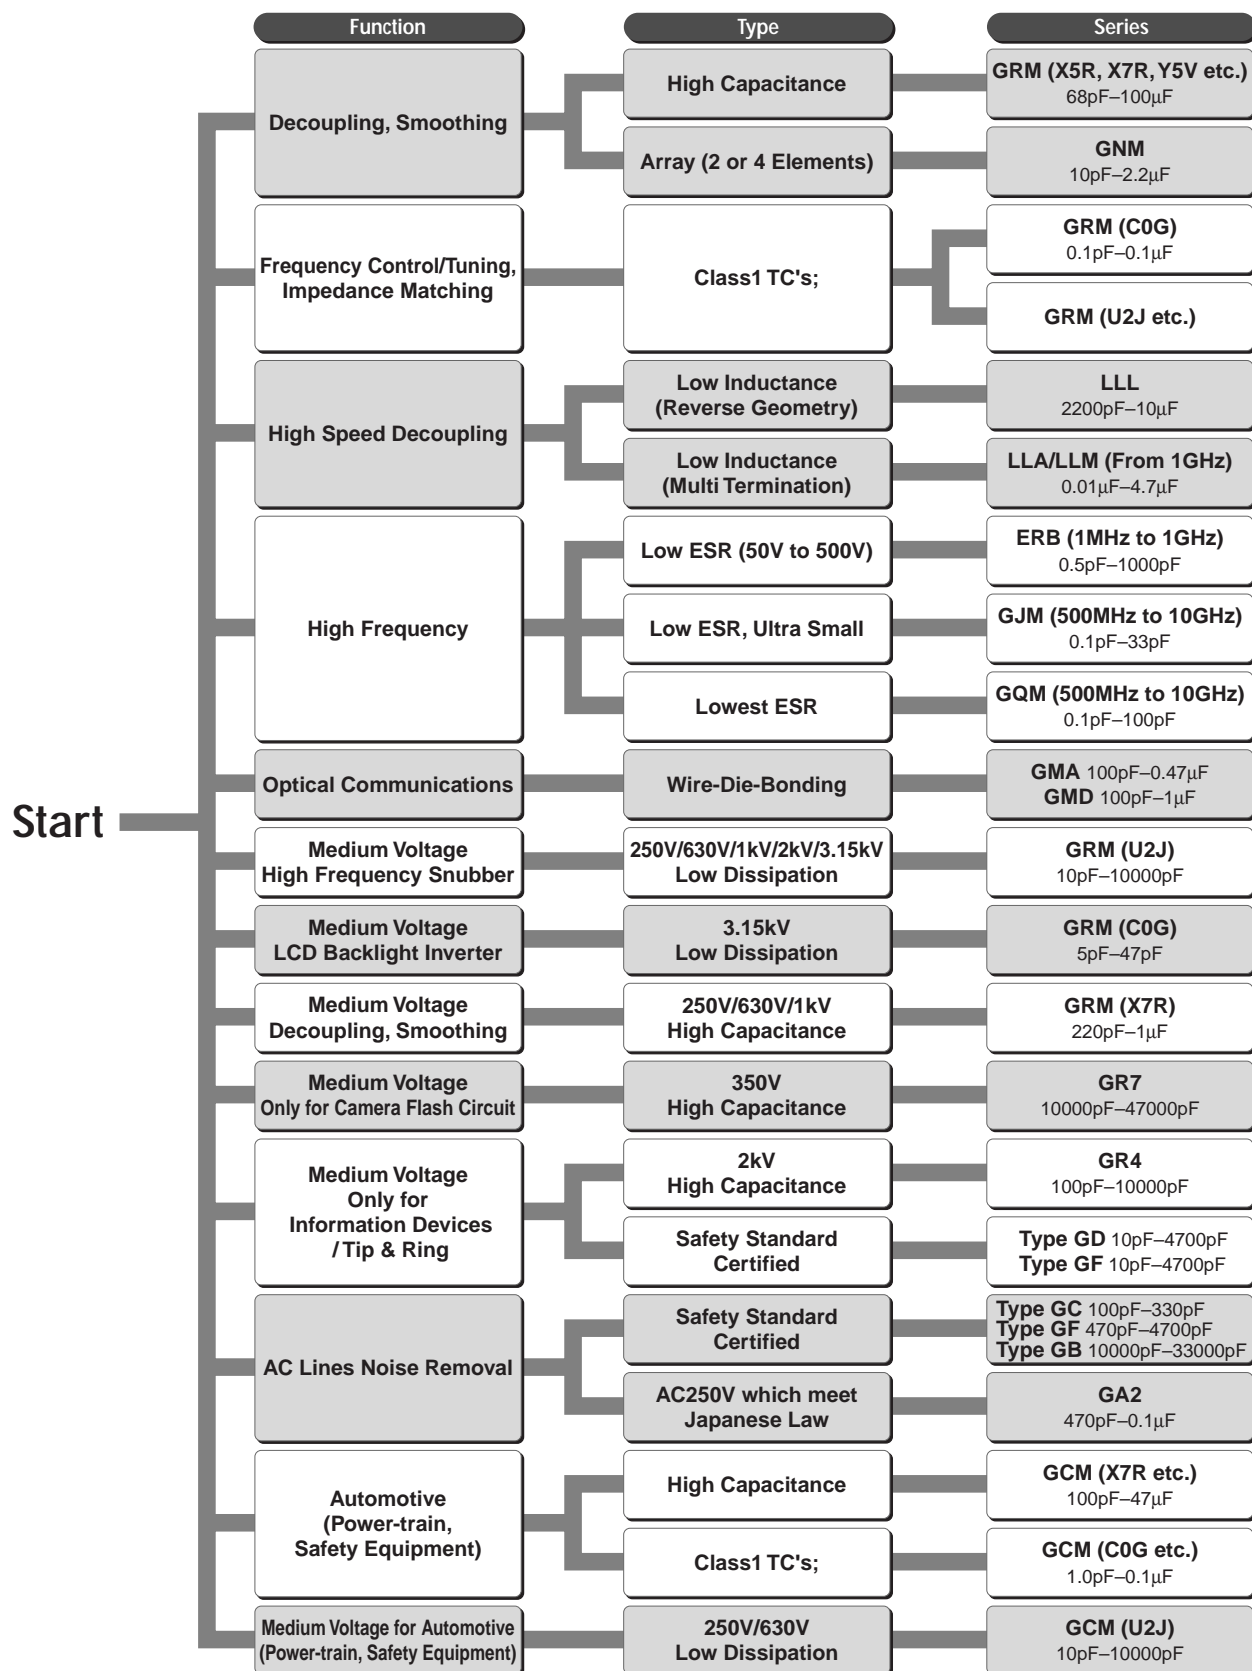 Function
Type
Series
Start
Decoupling, Smoothing
High Capacitance
GRM (X5R, X7R, Y5V etc.)
68pF–100μF
Array (2 or 4 Elements)
GNM
10pF–2.2μF
Frequency Control/Tuning,
Impedance Matching
Class1 TC's;
GRM (C0G)
0.1pF–0.1μF
GRM (U2J etc.)
High Speed Decoupling
Low Inductance
(Reverse Geometry)
LLL
2200pF–10μF
Low Inductance
(Multi Termination)
LLA/LLM (From 1GHz)
0.01μF–4.7μF
High Frequency
Low ESR (50V to 500V)
ERB (1MHz to 1GHz)
0.5pF–1000pF
Low ESR, Ultra Small
GJM (500MHz to 10GHz)
0.1pF–33pF
Lowest ESR
GQM (500MHz to 10GHz)
0.1pF–100pF
Optical Communications
Wire-Die-Bonding
GMA 100pF–0.47μF
GMD 100pF–1μF
Medium Voltage
High Frequency Snubber
250V/630V/1kV/2kV/3.15kV
Low Dissipation
GRM (U2J)
10pF–10000pF
Medium Voltage
LCD Backlight Inverter
3.15kV
Low Dissipation
GRM (C0G)
5pF–47pF
Medium Voltage
Decoupling, Smoothing
250V/630V/1kV
High Capacitance
GRM (X7R)
220pF–1μF
Medium Voltage
Only for Camera Flash Circuit
350V
High Capacitance
GR7
10000pF–47000pF
Medium Voltage
Only for
Information Devices
/ Tip & Ring
2kV
High Capacitance
GR4
100pF–10000pF
Safety Standard
Certified
Type GD 10pF–4700pF
Type GF 10pF–4700pF
AC Lines Noise Removal
Safety Standard
Certified
Type GC 100pF–330pF
Type GF 470pF–4700pF
Type GB 10000pF–33000pF
AC250V which meet
Japanese Law
GA2
470pF–0.1μF
Automotive
(Power-train,
Safety Equipment)
High Capacitance
GCM (X7R etc.)
100pF–47μF
Class1 TC's;
GCM (C0G etc.)
1.0pF–0.1μF
Medium Voltage for Automotive
(Power-train, Safety Equipment)
250V/630V
Low Dissipation
GCM (U2J)
10pF–10000pF